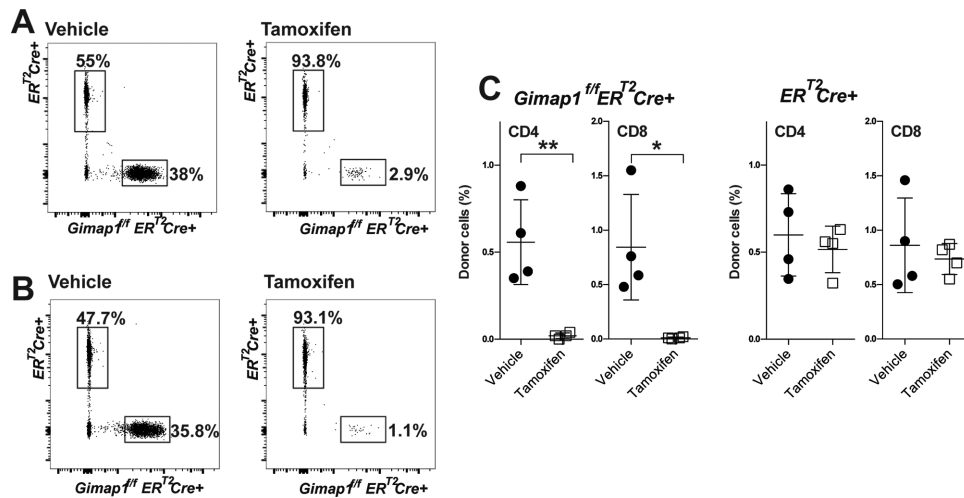 A
Vehicle
Tamoxifen
55%
93.8%
ER^T2Cre+
ER^T2Cre+
38%
2.9%
Gimap1^f/f ER^T2Cre+
Gimap1^f/f ER^T2Cre+
B
Vehicle
Tamoxifen
47.7%
93.1%
ER^T2Cre+
ER^T2Cre+
35.8%
1.1%
Gimap1^f/f ER^T2Cre+
Gimap1^f/f ER^T2Cre+
C
Gimap1^f/fER^T2Cre+
ER^T2Cre+
CD4
**
1.0
0.5
0.0
Donor cells (%)
Vehicle
Tamoxifen
CD8
*
2.0
1.5
1.0
0.5
0.0
Vehicle
Tamoxifen
CD4
1.0
0.5
0.0
Donor cells (%)
Vehicle
Tamoxifen
CD8
2.0
1.5
1.0
0.5
0.0
Vehicle
Tamoxifen